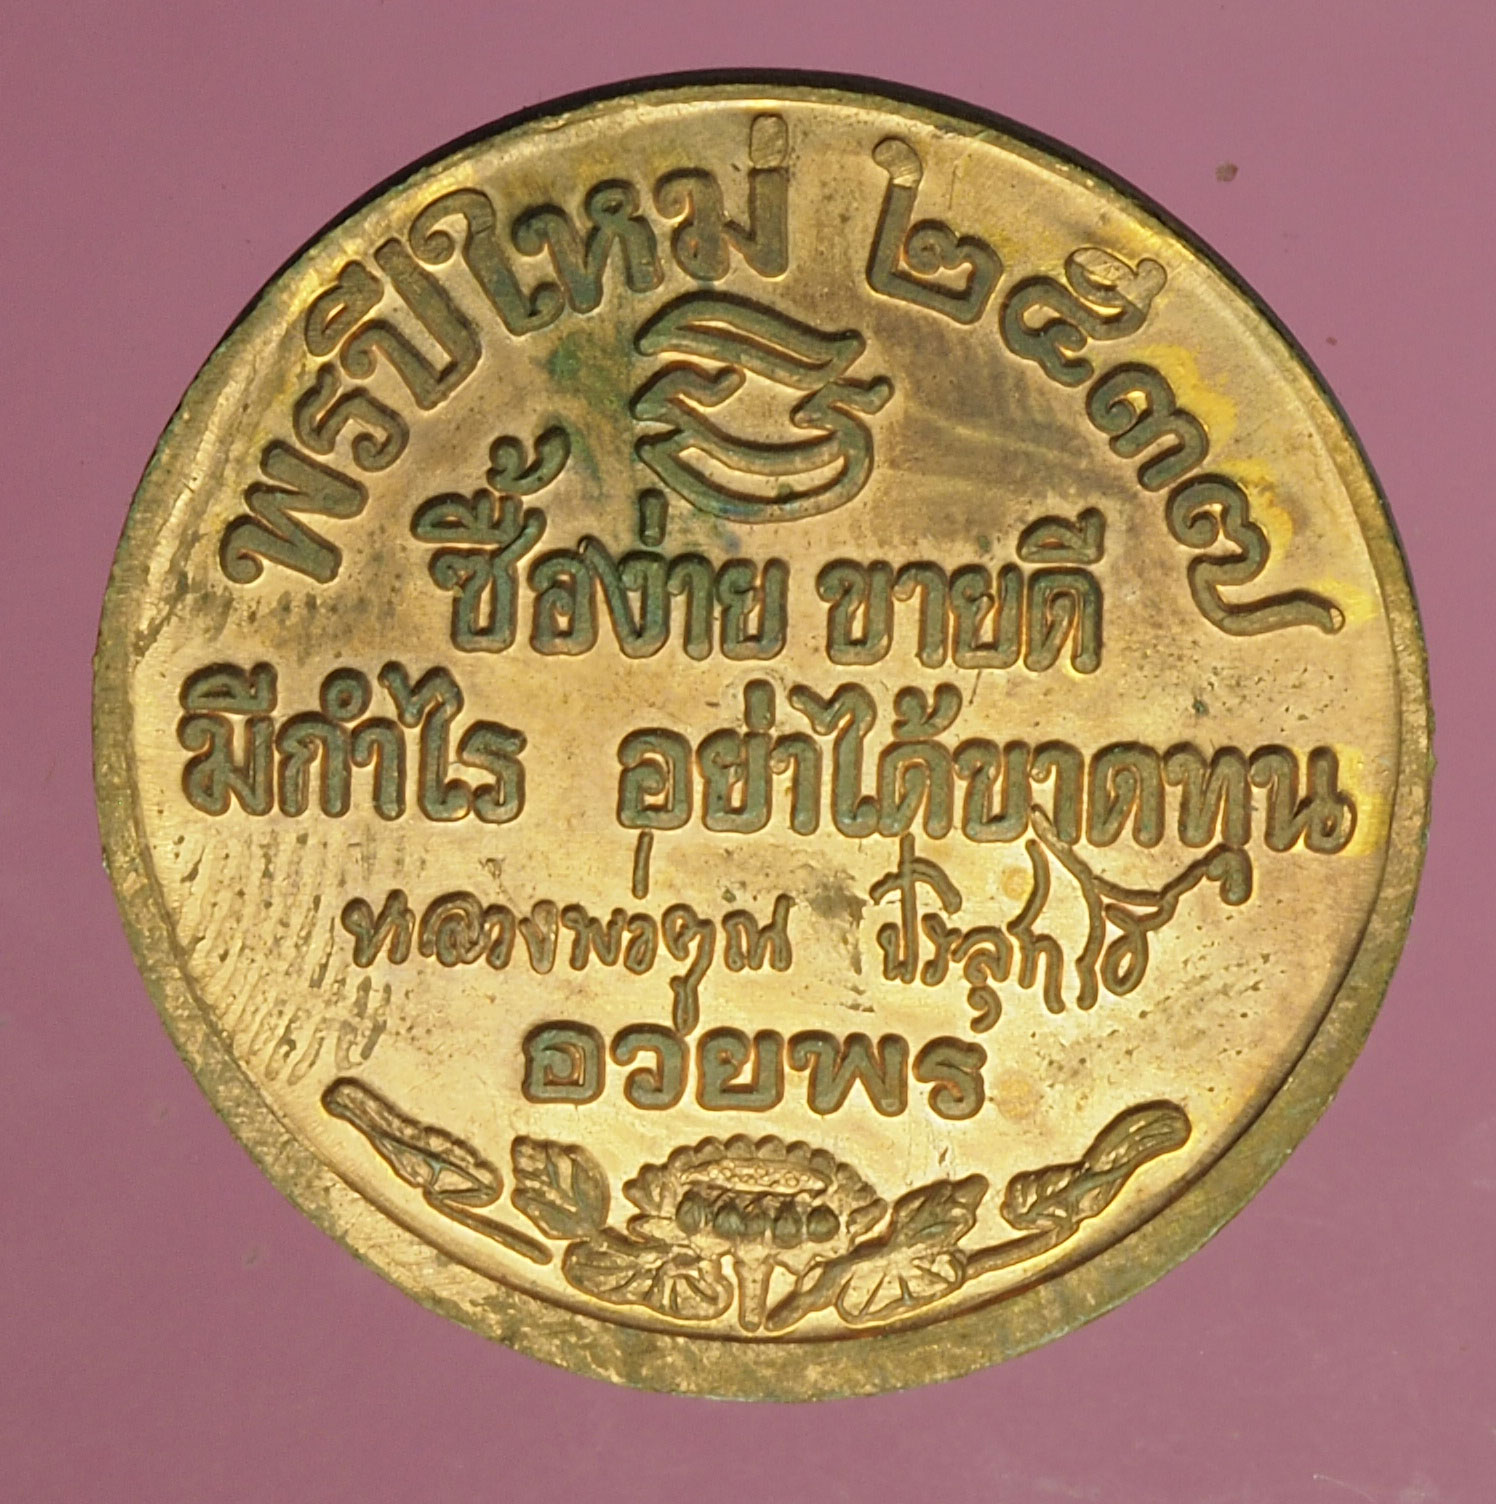 พรปีใหม่ ๒๕๓๗
ซื้อง่าย ขายดี
มีกำไร อย่าได้ขาดทุน
หลวงพ่อคูณ ปริสุทฺโธ
อวยพร